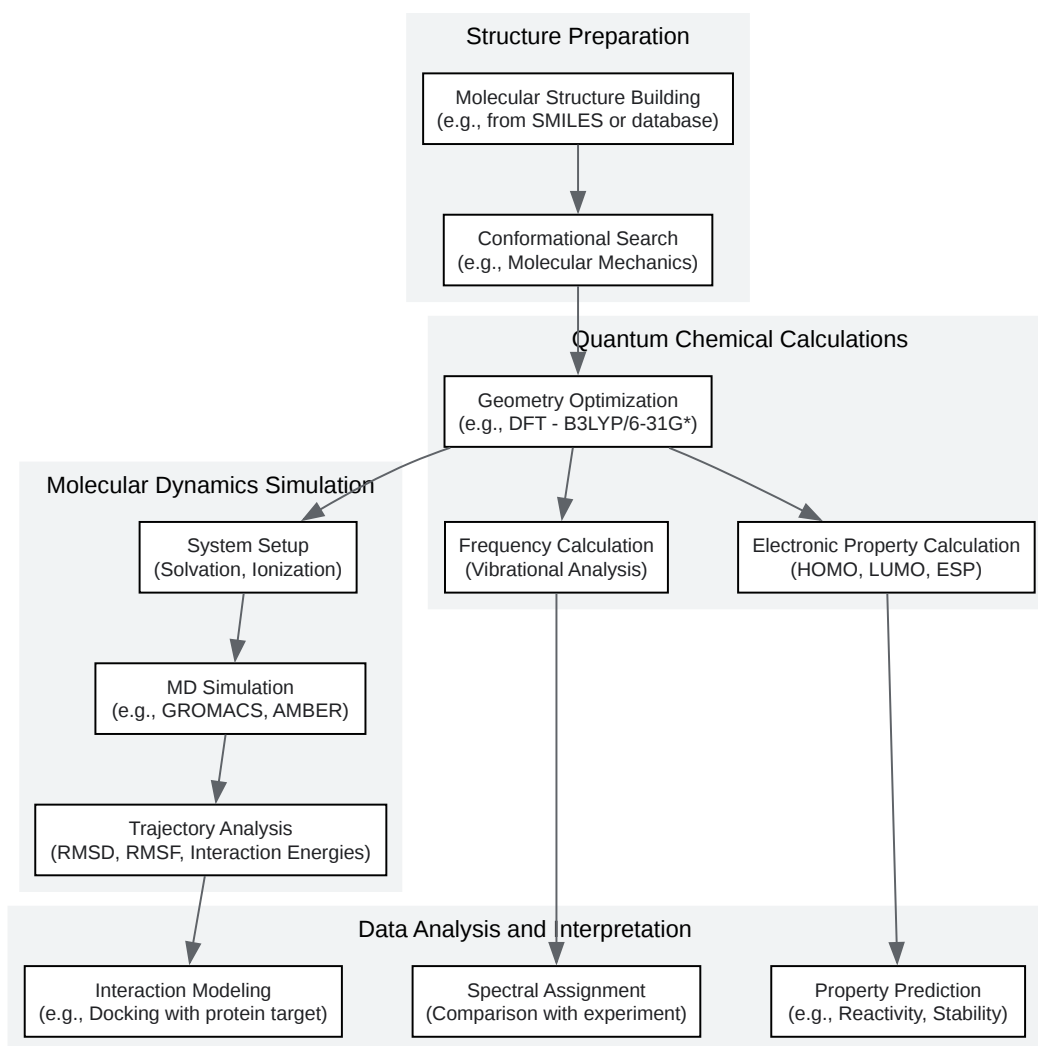 Structure Preparation
Molecular Structure Building
(e.g., from SMILES or database)
Conformational Search
(e.g., Molecular Mechanics)
Quantum Chemical Calculations
Geometry Optimization
(e.g., DFT - B3LYP/6-31G*)
Molecular Dynamics Simulation
System Setup
(Solvation, Ionization)
Frequency Calculation
(Vibrational Analysis)
Electronic Property Calculation
(HOMO, LUMO, ESP)
MD Simulation
(e.g., GROMACS, AMBER)
Trajectory Analysis
(RMSD, RMSF, Interaction Energies)
Data Analysis and Interpretation
Interaction Modeling
(e.g., Docking with protein target)
Spectral Assignment
(Comparison with experiment)
Property Prediction
(e.g., Reactivity, Stability)